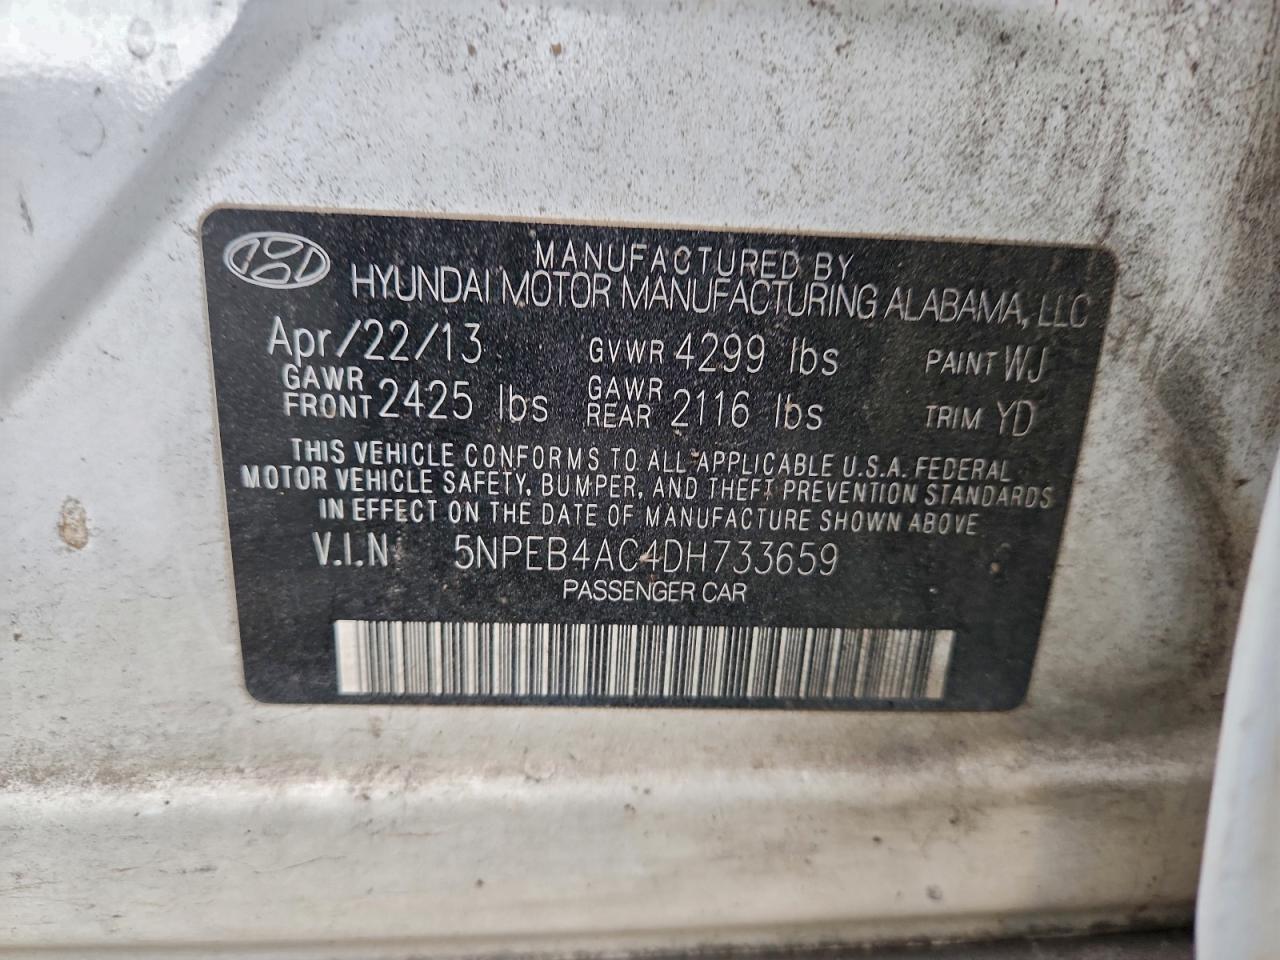 MANUFACTURED BY
HYUNDAI MOTOR MANUFACTURING ALABAMA, LLC
Apr/22/13 GVWR 4299 lbs PAINT WJ
GAWR FRONT 2425 lbs GAWR REAR 2116 lbs TRIM YD
THIS VEHICLE CONFORMS TO ALL APPLICABLE U.S.A. FEDERAL
MOTOR VEHICLE SAFETY, BUMPER, AND THEFT PREVENTION STANDARDS
IN EFFECT ON THE DATE OF MANUFACTURE SHOWN ABOVE
V.I.N 5NPEB4AC4DH733659
PASSENGER CAR